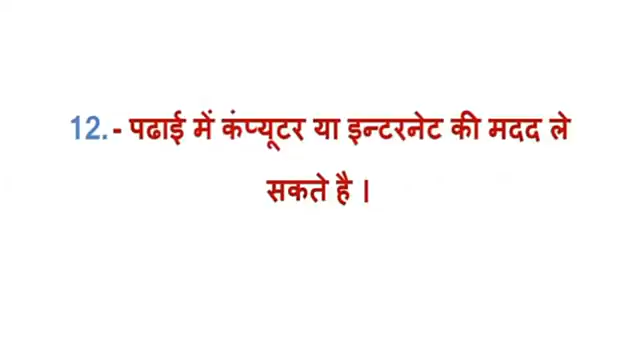 12.- पढाई में कंप्यूटर या इन्टरनेट की मदद ले
सकते है ।